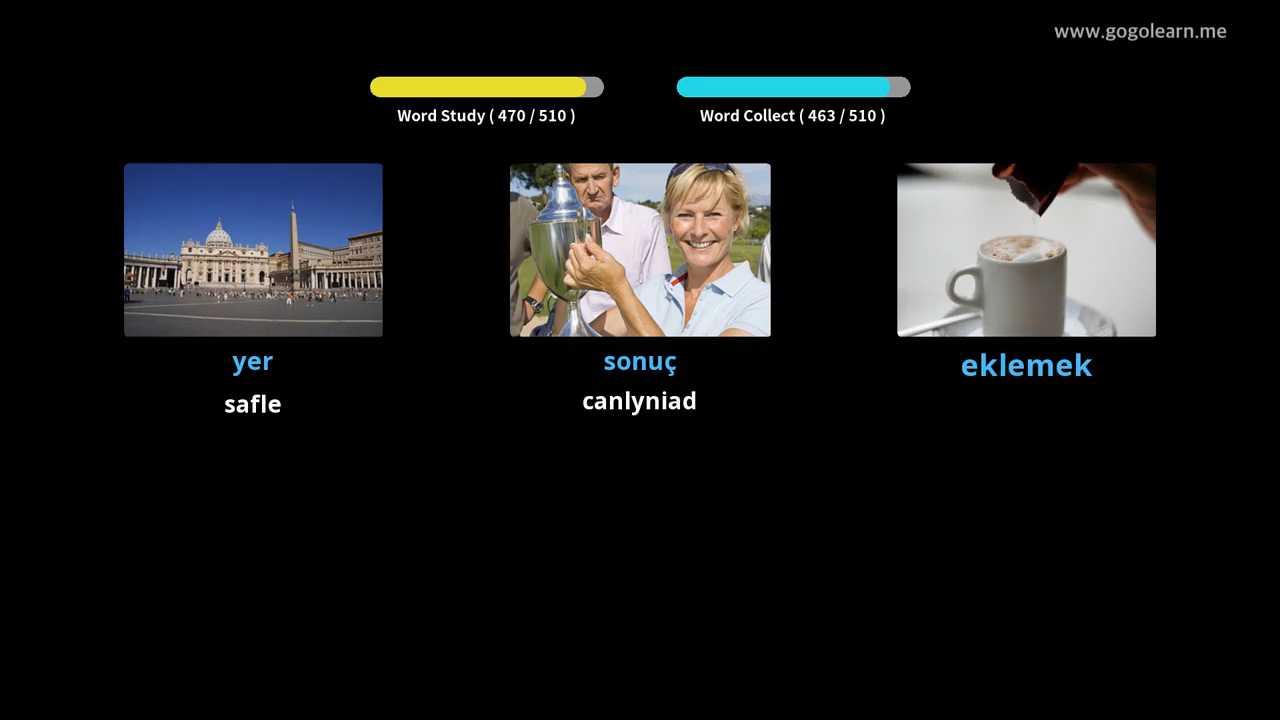 www.gogolearn.me
Word Study ( 470 / 510 )
Word Collect ( 463 / 510 )
yer
safle
sonuç
canlyniad
eklemek